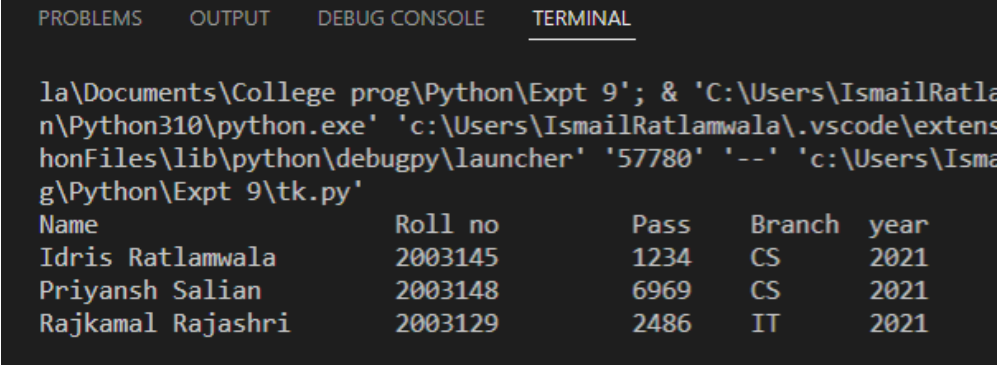 PROBLEMS OUTPUT DEBUG CONSOLE TERMINAL
la\Documents\College prog\Python\Expt 9'; & 'C:\Users\IsmailRatla
n\Python310\python.exe' 'c:\Users\IsmailRatlamwala\.vscode\extens
honFiles\lib\python\debugpy\launcher' '57780' '--' 'c:\Users\Isma
g\Python\Expt 9\tk.py'
Name Roll no Pass Branch year
Idris Ratlamwala 2003145 1234 CS 2021
Priyansh Salian 2003148 6969 CS 2021
Rajkamal Rajashri 2003129 2486 IT 2021